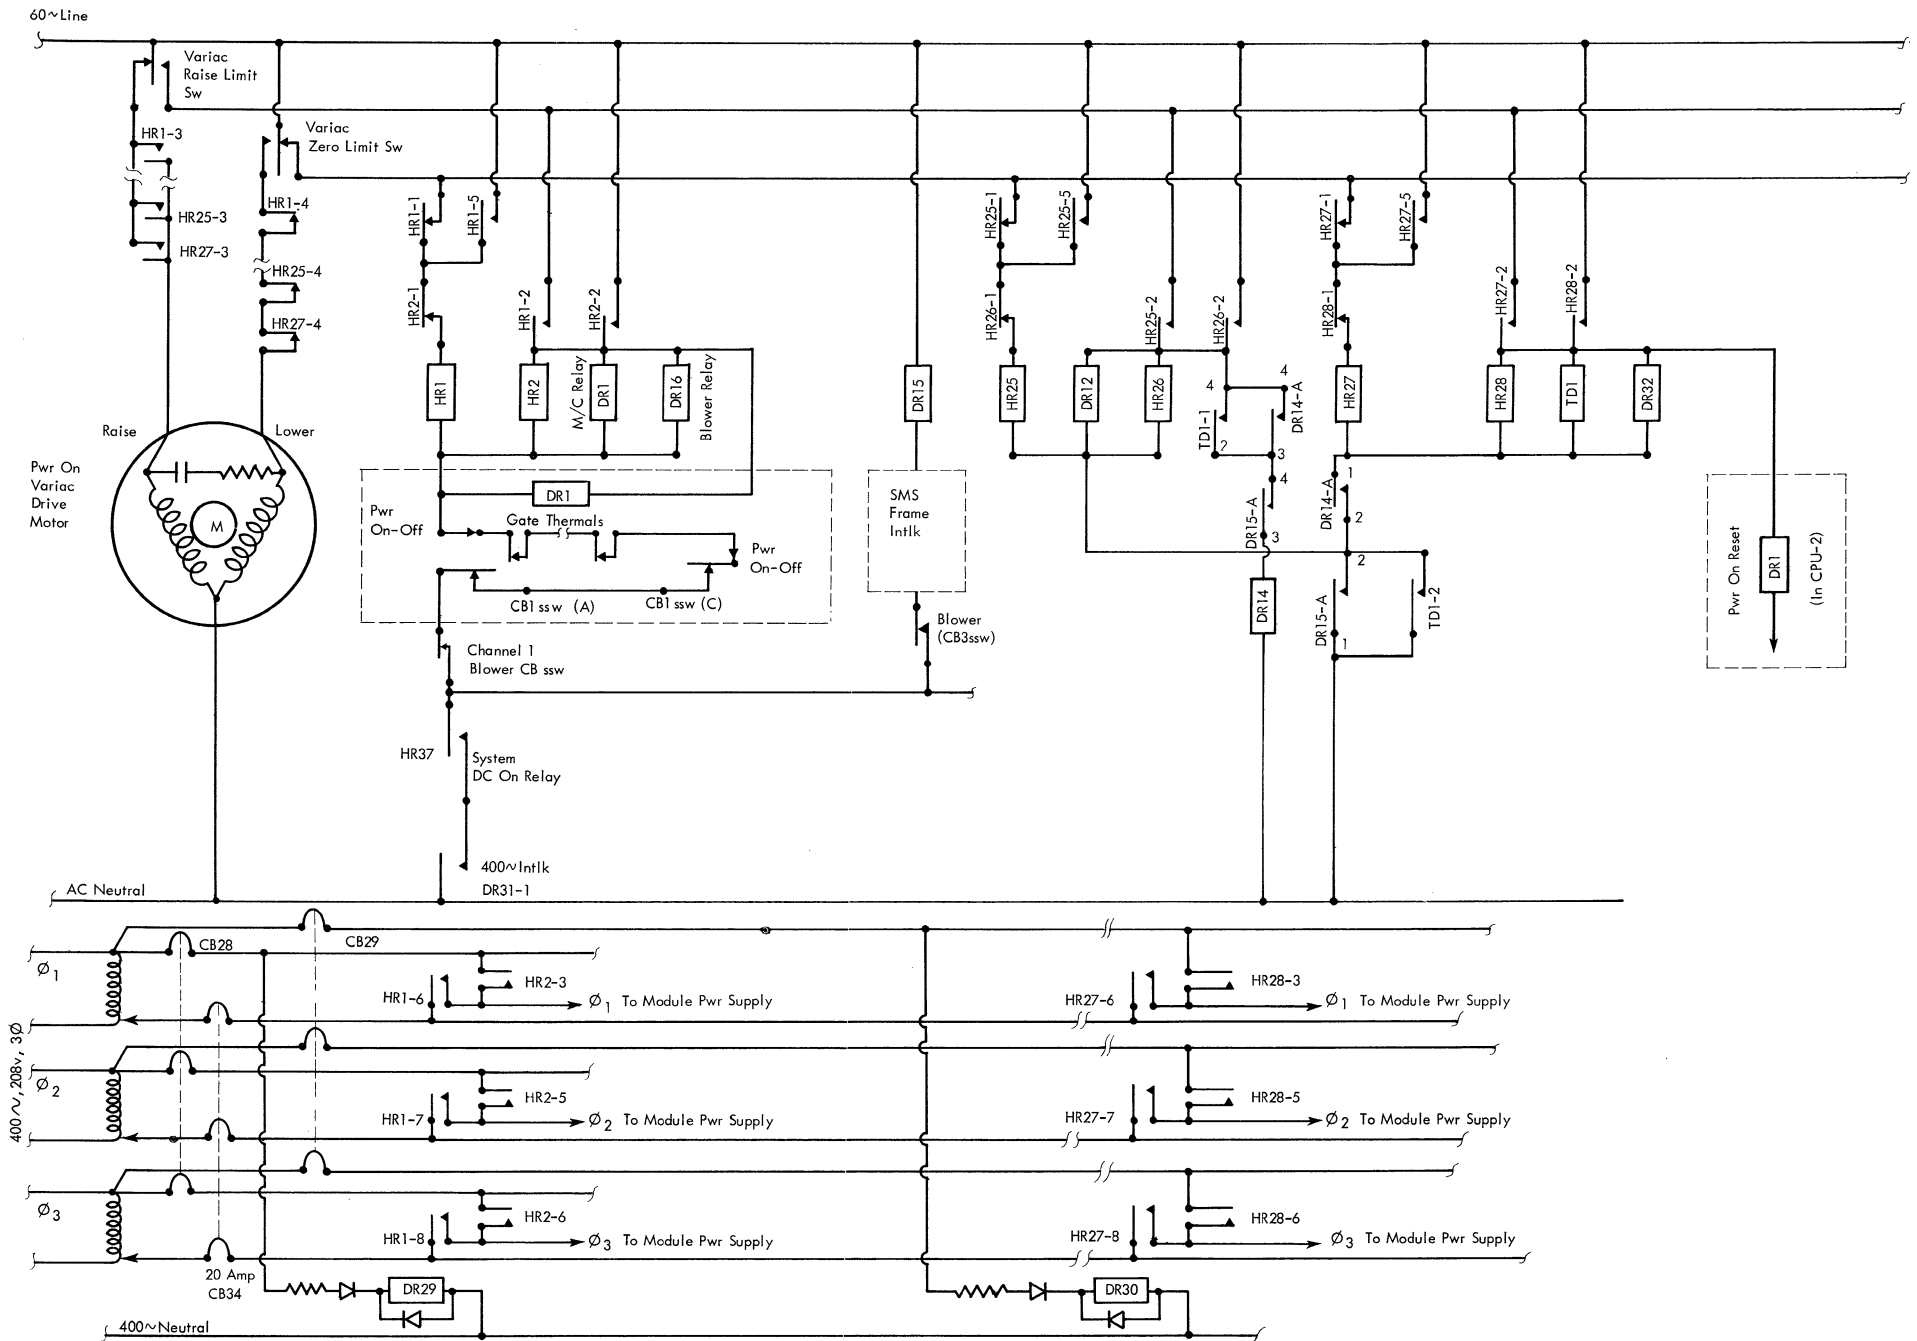 60~Line
Variac
Raise Limit
Sw
HR1-3
Variac
Zero Limit Sw
HR25-3
HR27-3
HR1-4
HR25-4
HR27-4
HR1-1
HR1-5
HR2-1
HR1-2
HR2-2
HR25-1
HR25-5
HR26-1
HR25-2
HR26-2
HR27-1
HR27-5
HR28-1
HR27-2
HR28-2
HR1
HR2
M/C Relay
DR1
DR16
Blower Relay
DR15
HR25
DR12
HR26
4
4
TD1-1
DR14-A
2
3
HR27
HR28
TD1
DR32
Raise
Lower
Pwr On
Variac
Drive
Motor
M
DR1
Pwr
On-Off
Gate Thermals
Pwr
On-Off
CB1 ssw (A)
CB1 ssw (C)
SMS
Frame
Intlk
4
DR15-A
3
1
DR14-A
2
2
DR14
DR15-A
1
TD1-2
Pwr On Reset
DR1
(In CPU-2)
Blower
(CB3ssw)
Channel 1
Blower CB ssw
HR37
System
DC On Relay
400~Intlk
DR31-1
AC Neutral
CB28
CB29
Ø1
HR1-6
HR2-3
Ø1 To Module Pwr Supply
HR27-6
HR28-3
Ø1 To Module Pwr Supply
400~,208v, 3Ø
Ø2
HR1-7
HR2-5
Ø2 To Module Pwr Supply
HR27-7
HR28-5
Ø2 To Module Pwr Supply
Ø3
HR1-8
HR2-6
Ø3 To Module Pwr Supply
HR27-8
HR28-6
Ø3 To Module Pwr Supply
20 Amp
CB34
DR29
DR30
400~Neutral